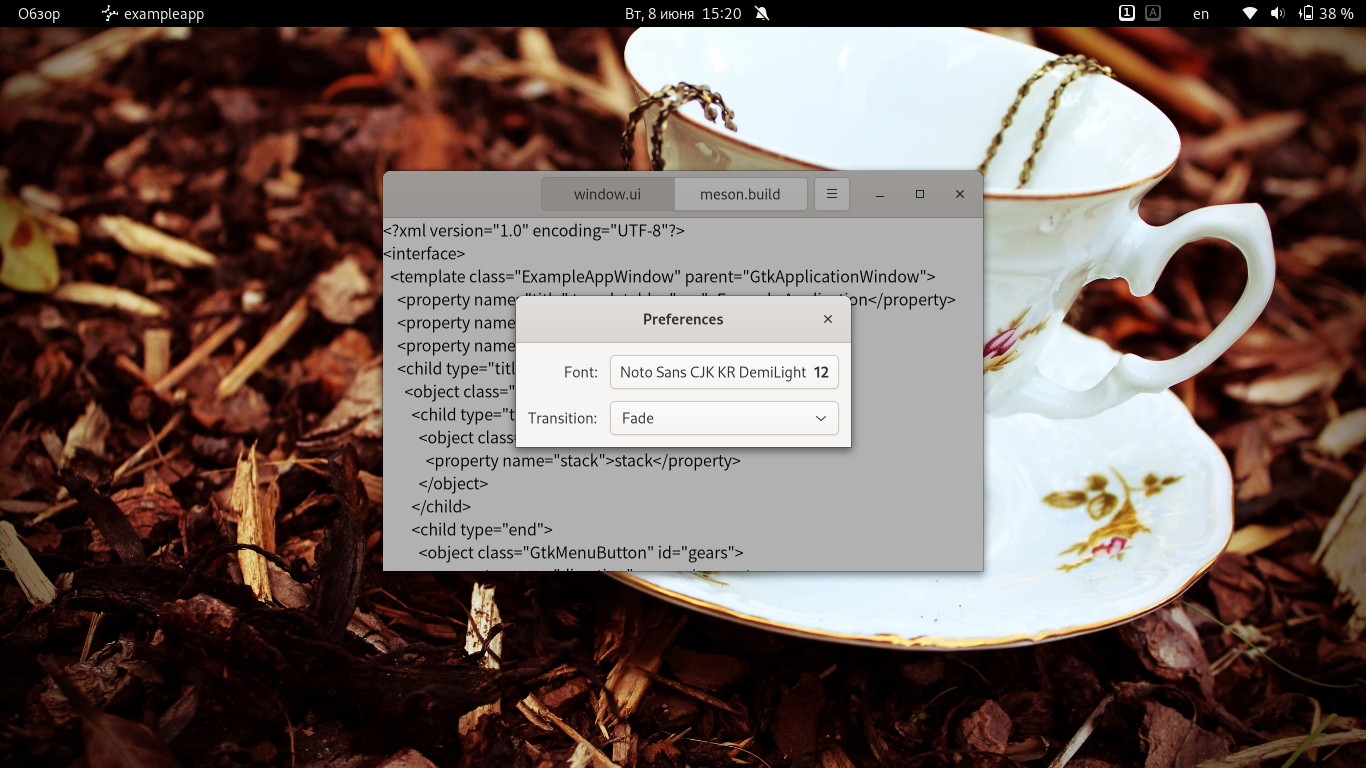 Обзор exampleapp Вт, 8 июня 15:20 1 A en 38 %
window.ui meson.build
<?xml version="1.0" encoding="UTF-8"?>
<interface>
<template class="ExampleAppWindow" parent="GtkApplicationWindow">
<property name="title" Application</property>
<property name
<property name
<child type="titl
<object class="
<child type="t
<object class
<property name="stack">stack</property>
</object>
</child>
<child type="end">
<object class="GtkMenuButton" id="gears">
Preferences
Font: Noto Sans CJK KR DemiLight 12
Transition: Fade